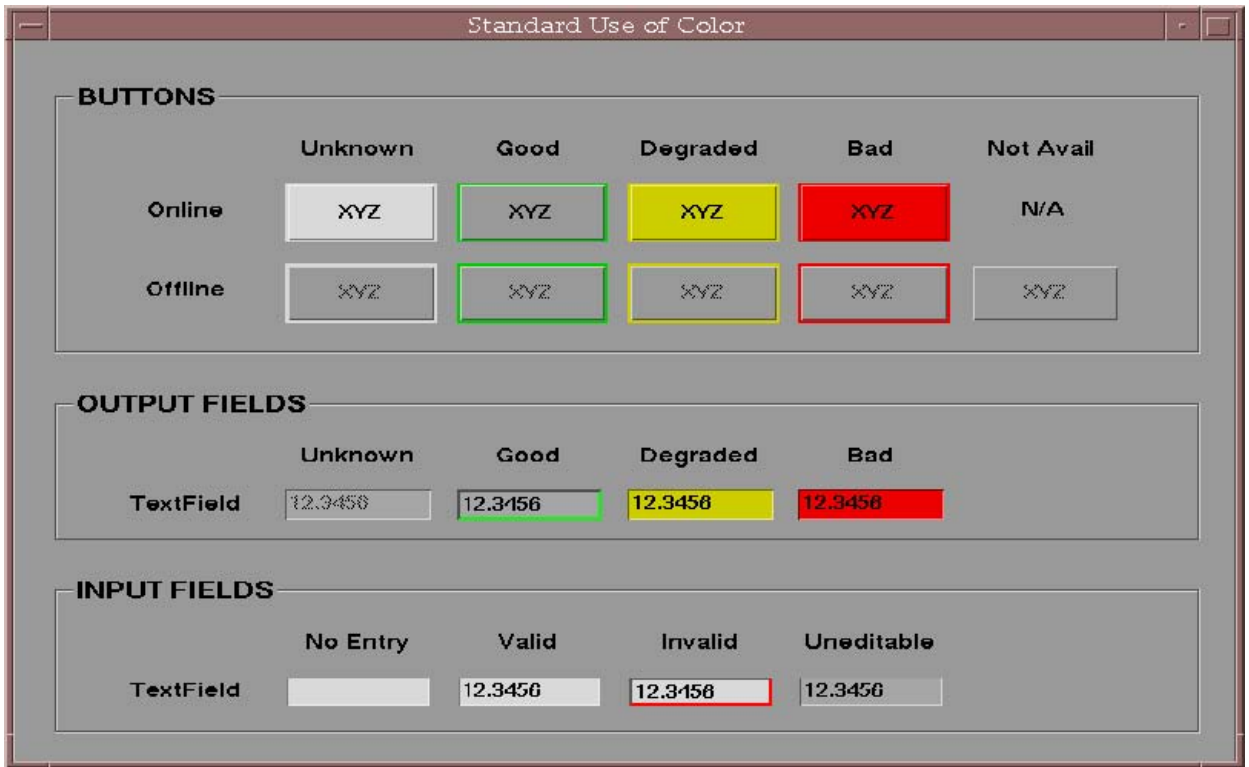 Standard Use of Color
BUTTONS
Unknown Good Degraded Bad Not Avail
Online XYZ XYZ XYZ XYZ N/A
Offline XYZ XYZ XYZ XYZ XYZ
OUTPUT FIELDS
Unknown Good Degraded Bad
TextField 12.3456 12.3456 12.3456 12.3456
INPUT FIELDS
No Entry Valid Invalid Uneditable
TextField 12.3456 12.3456 12.3456